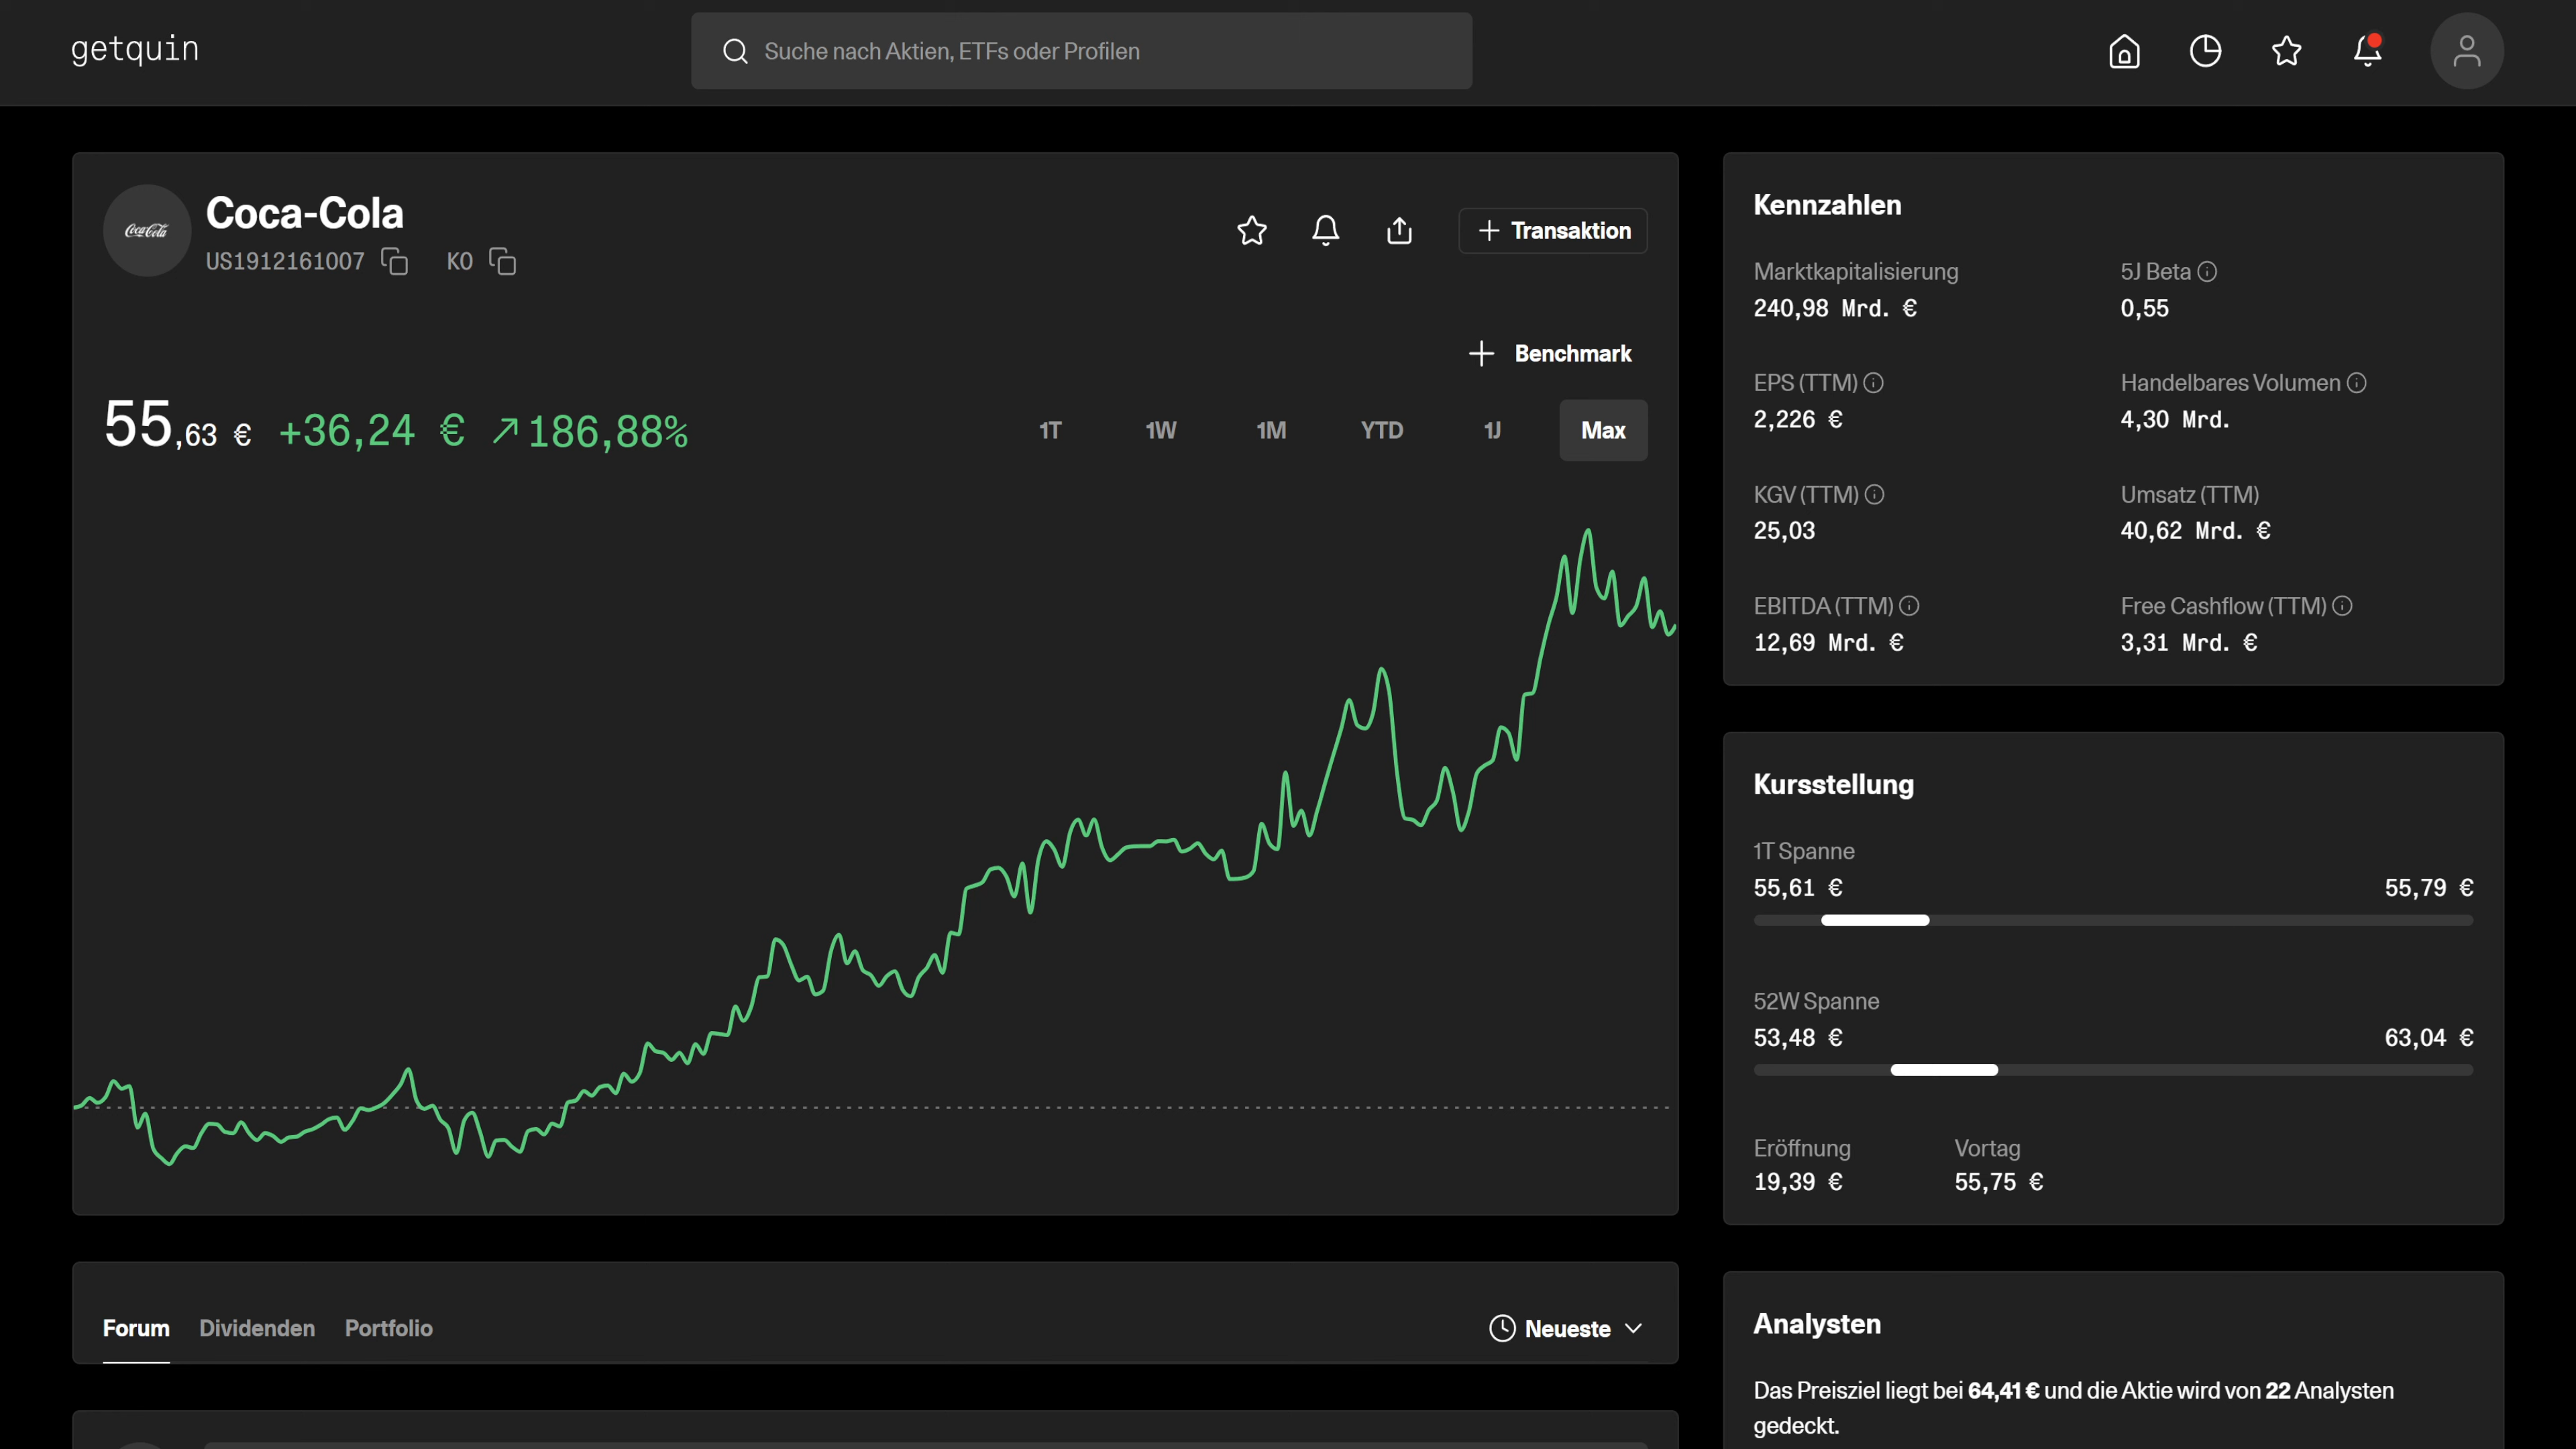 getquin
Suche nach Aktien, ETFs oder Profilen
Coca-Cola
Coca-Cola
US1912161007 KO
Transaktion
Benchmark
55,63 € +36,24 € 186,88%
1T 1W 1M YTD 1J Max
Forum Dividenden Portfolio
Neueste
Kennzahlen
Marktkapitalisierung 5J Beta
240,98 Mrd. € 0,55
EPS (TTM) Handelbares Volumen
2,226 € 4,30 Mrd.
KGV (TTM) Umsatz (TTM)
25,03 40,62 Mrd. €
EBITDA (TTM) Free Cashflow (TTM)
12,69 Mrd. € 3,31 Mrd. €
Kursstellung
1T Spanne
55,61 € 55,79 €
52W Spanne
53,48 € 63,04 €
Eröffnung Vortag
19,39 € 55,75 €
Analysten
Das Preisziel liegt bei 64,41 € und die Aktie wird von 22 Analysten
gedeckt.